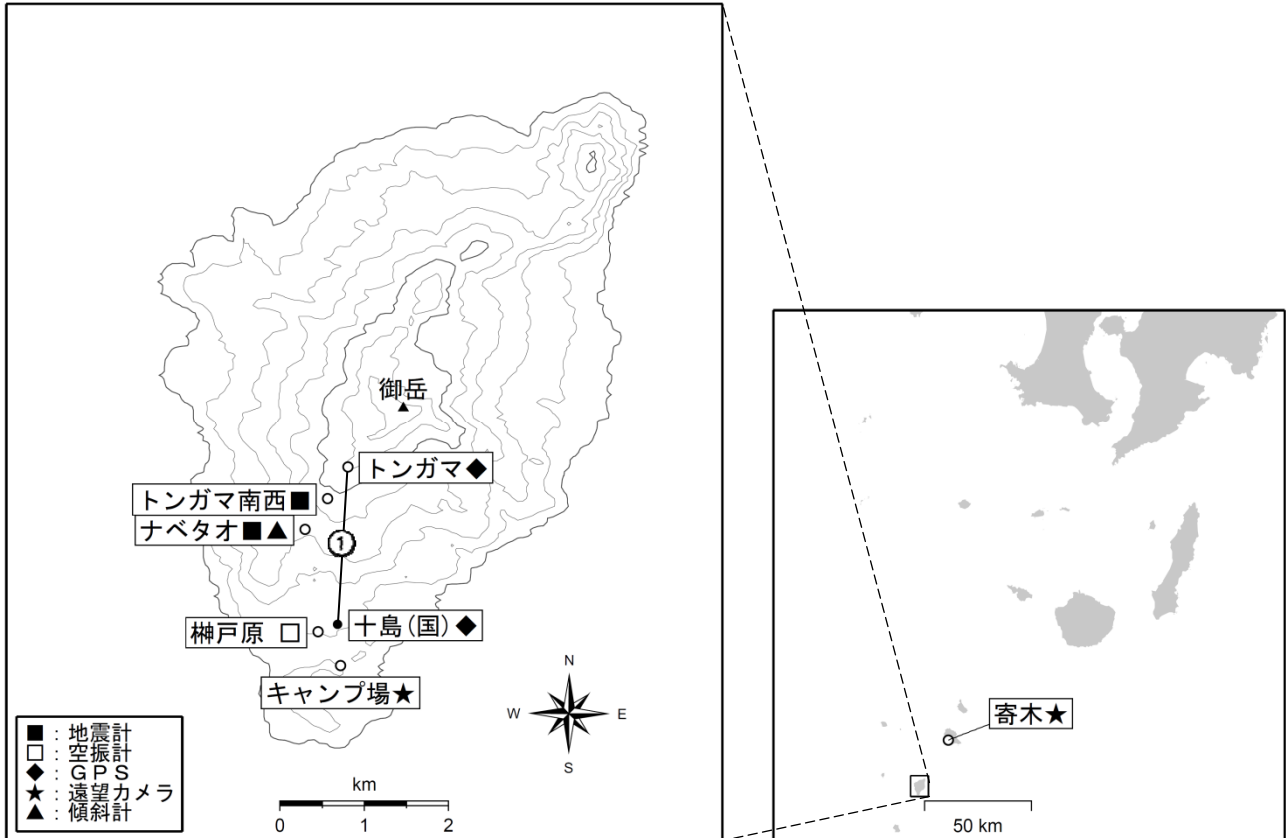 御岳
トンガマ◆
トンガマ南西■
ナベタオ■▲
①
榊戸原 □
十島(国)◆
キャンプ場★
N
W
E
S
■ : 地震計
□ : 空振計
◆ : GPS
★ : 遠望カメラ
▲ : 傾斜計
km
0 1 2
寄木★
50 km